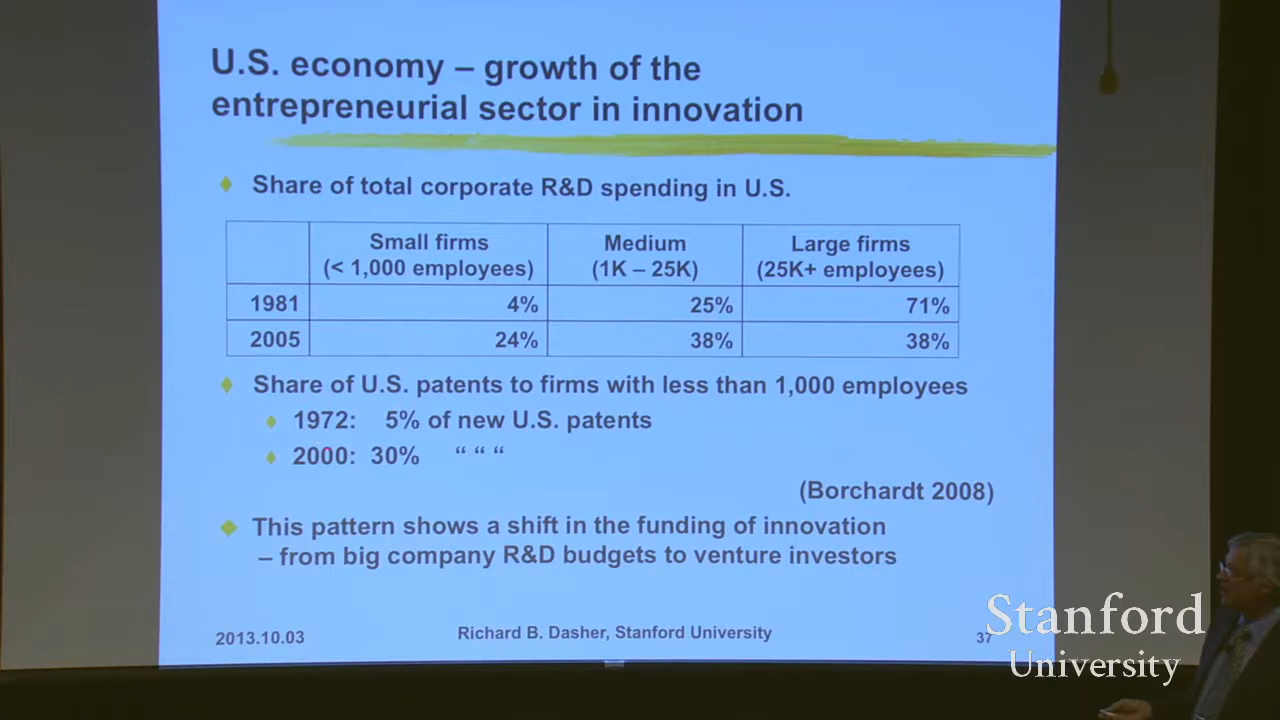 U.S. economy – growth of the
entrepreneurial sector in innovation
Share of total corporate R&D spending in U.S.
Small firms (< 1,000 employees) Medium (1K – 25K) Large firms (25K+ employees)
1981 4% 25% 71%
2005 24% 38% 38%
Share of U.S. patents to firms with less than 1,000 employees
1972: 5% of new U.S. patents
2000: 30% “ “ “
(Borchardt 2008)
This pattern shows a shift in the funding of innovation
– from big company R&D budgets to venture investors
2013.10.03 Richard B. Dasher, Stanford University 37
Stanford
University